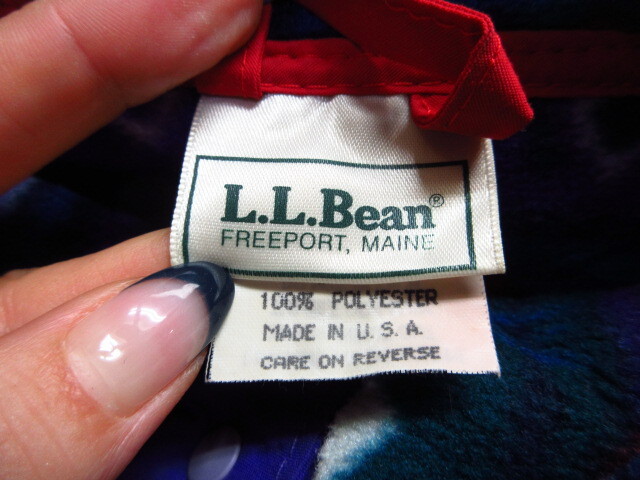 L.L.Bean®
FREEPORT, MAINE
100% POLYESTER
MADE IN U.S.A.
CARE ON REVERSE